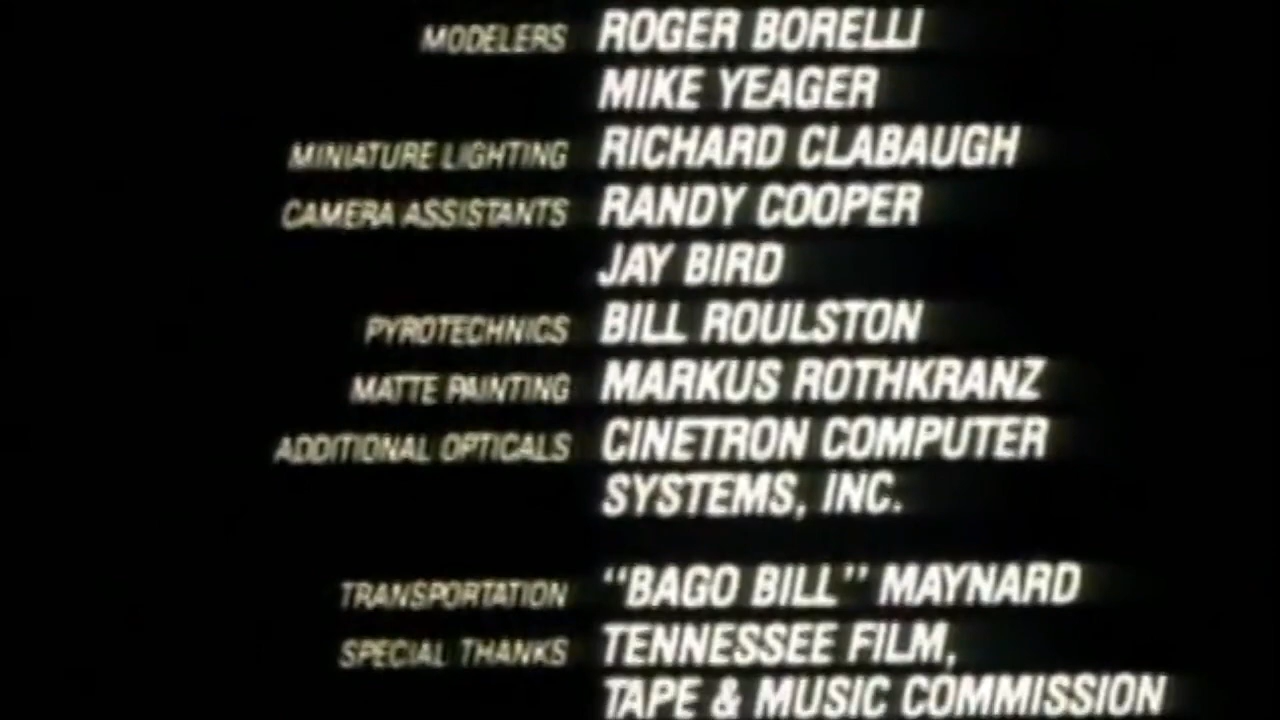 MODELERS ROGER BORELLI
MIKE YEAGER
MINIATURE LIGHTING RICHARD CLABAUGH
CAMERA ASSISTANTS RANDY COOPER
JAY BIRD
PYROTECHNICS BILL ROULSTON
MATTE PAINTING MARKUS ROTHKRANZ
ADDITIONAL OPTICALS CINETRON COMPUTER
SYSTEMS, INC.
TRANSPORTATION "BAGO BILL" MAYNARD
SPECIAL THANKS TENNESSEE FILM,
TAPE & MUSIC COMMISSION